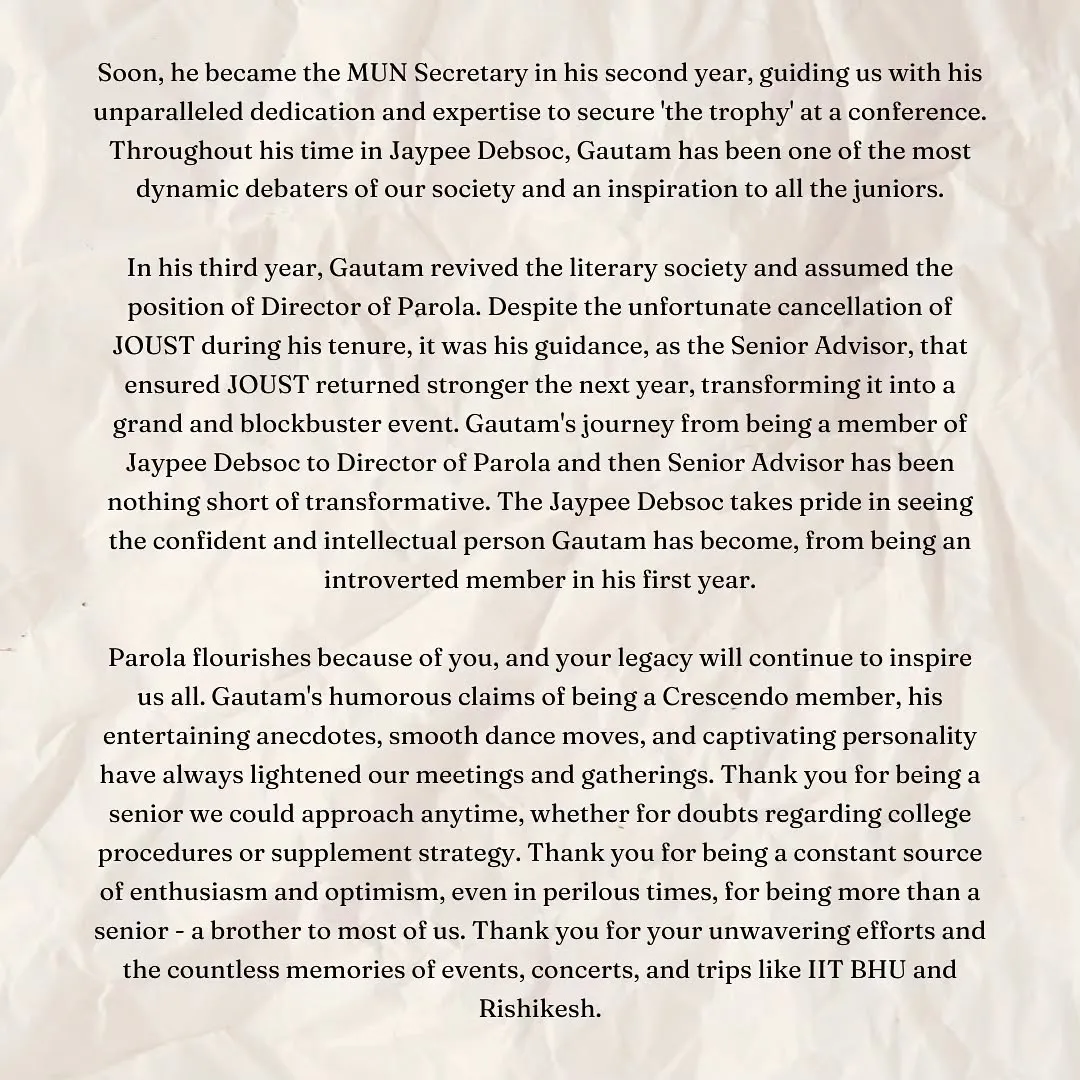 Soon, he became the MUN Secretary in his second year, guiding us with his
unparalleled dedication and expertise to secure 'the trophy' at a conference.
Throughout his time in Jaypee Debsoc, Gautam has been one of the most
dynamic debaters of our society and an inspiration to all the juniors.
In his third year, Gautam revived the literary society and assumed the
position of Director of Parola. Despite the unfortunate cancellation of
JOUST during his tenure, it was his guidance, as the Senior Advisor, that
ensured JOUST returned stronger the next year, transforming it into a
grand and blockbuster event. Gautam's journey from being a member of
Jaypee Debsoc to Director of Parola and then Senior Advisor has been
nothing short of transformative. The Jaypee Debsoc takes pride in seeing
the confident and intellectual person Gautam has become, from being an
introverted member in his first year.
Parola flourishes because of you, and your legacy will continue to inspire
us all. Gautam's humorous claims of being a Crescendo member, his
entertaining anecdotes, smooth dance moves, and captivating personality
have always lightened our meetings and gatherings. Thank you for being a
senior we could approach anytime, whether for doubts regarding college
procedures or supplement strategy. Thank you for being a constant source
of enthusiasm and optimism, even in perilous times, for being more than a
senior - a brother to most of us. Thank you for your unwavering efforts and
the countless memories of events, concerts, and trips like IIT BHU and
Rishikesh.